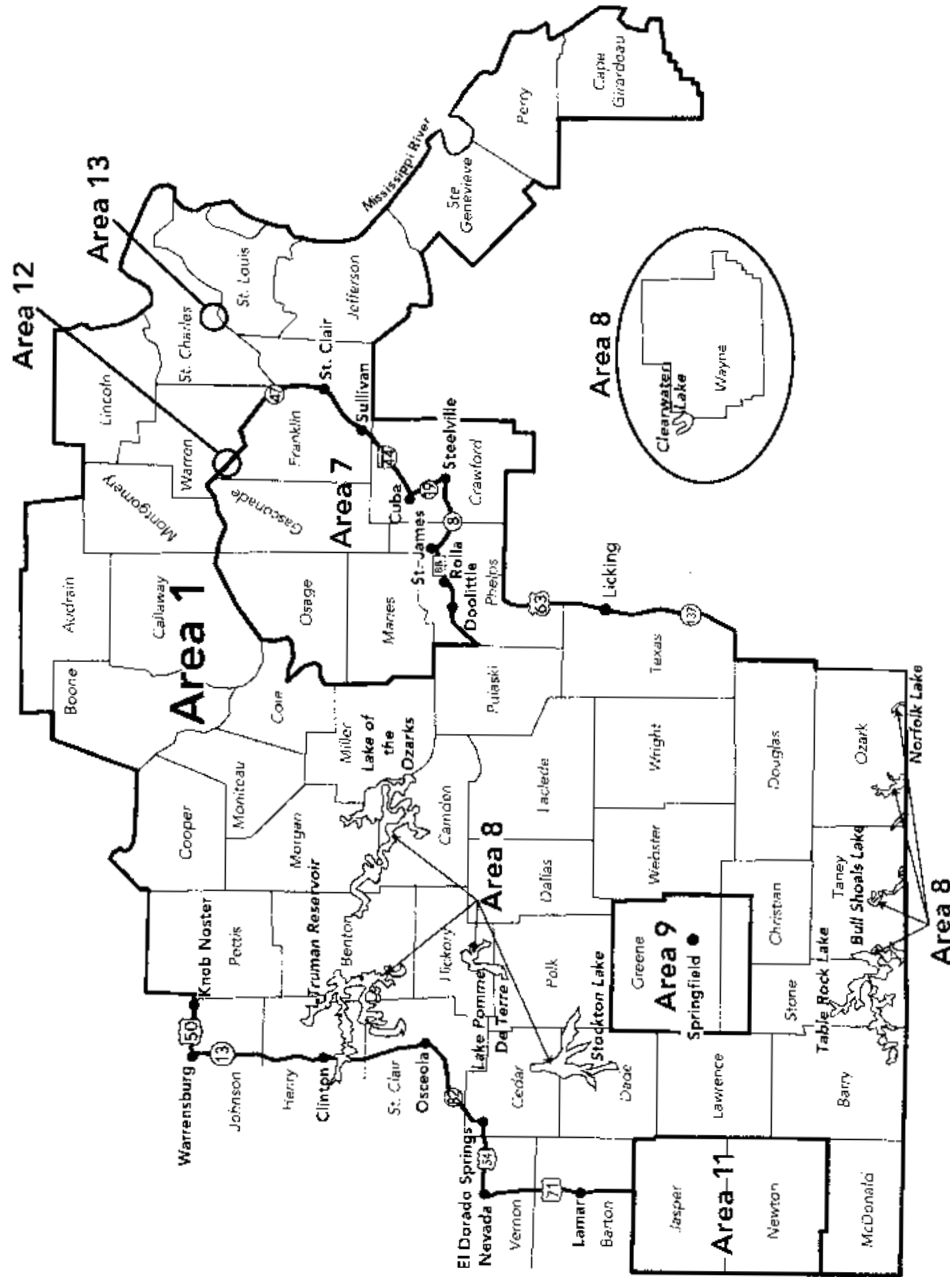 Area 12
Area 13
Lincoln
St. Charles
St. Louis
Warren
Montgomery
Audrain
Boone
Callaway
Area 1
47
Franklin
St. Clair
Jefferson
Mississippi River
Ste.
Genevieve
Perry
Cape
Girardeau
Gasconade
Area 7
Sullivan
44
Cuba
19
Steelville
Crawford
8
St. James
Rolla
Doolittle
Phelps
Osage
Maries
Cole
Miller
Moniteau
Cooper
Morgan
Lake of
the
Ozarks
Camden
Pulaski
63
Licking
137
Texas
Area 8
Clearwater
Lake
Wayne
Knob Noster
Pettis
50
Warrensburg
13
Johnson
Henry
Clinton
Truman Reservoir
Benton
St. Clair
Osceola
82
Hickory
Lake Pomme
De Terre
Area 8
Dallas
Laclede
Wright
Webster
Polk
Cedar
Stockton Lake
Dade
El Dorado Springs
54
Nevada
Vernon
71
Lamar
Barton
Greene
Area 9
Springfield
Christian
Douglas
Ozark
Norfolk Lake
Taney
Bull Shoals Lake
Table Rock Lake
Stone
Lawrence
Barry
Jasper
Area 11
Newton
McDonald
Area 8